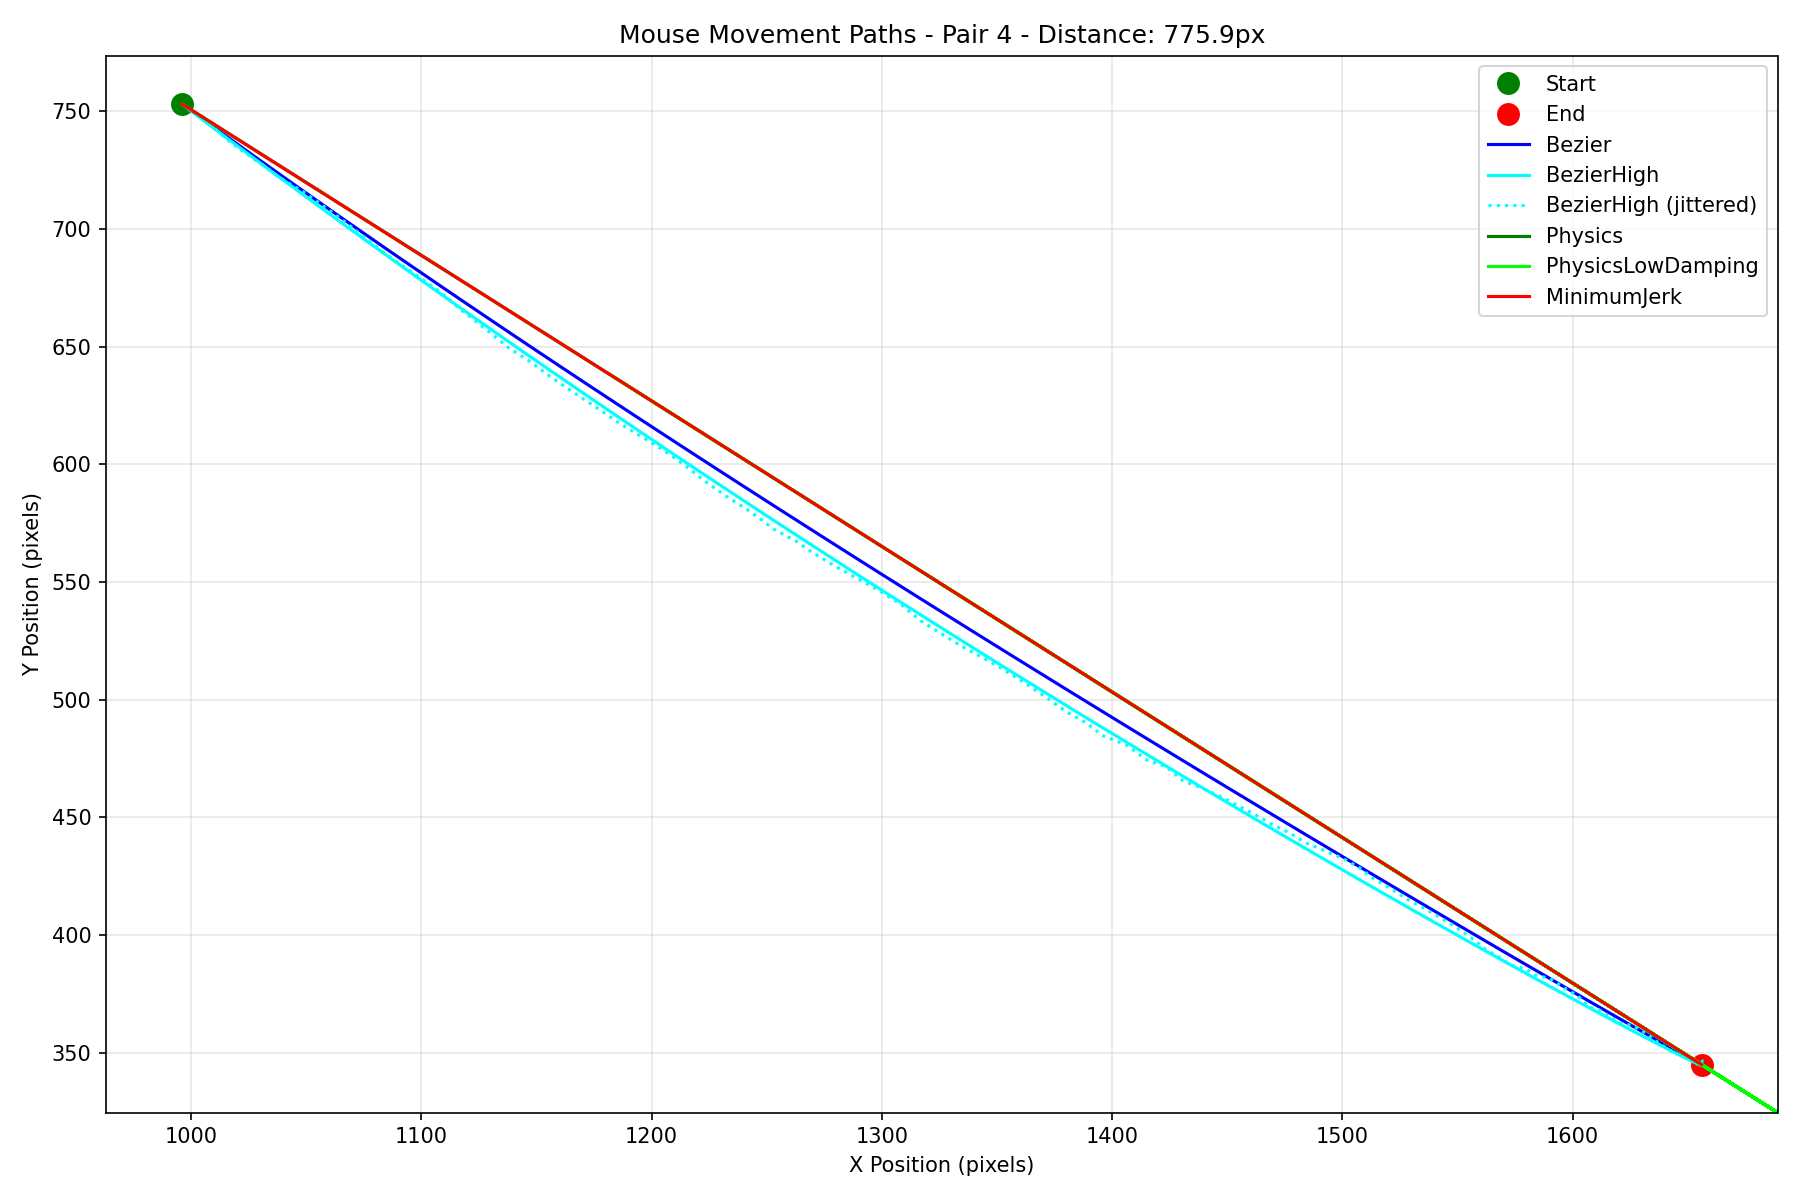 Mouse Movement Paths - Pair 4 - Distance: 775.9px
Start
End
Bezier
BezierHigh
BezierHigh (jittered)
Physics
PhysicsLowDamping
MinimumJerk
Y Position (pixels)
750
700
650
600
550
500
450
400
350
1000
1100
1200
1300
1400
1500
1600
X Position (pixels)